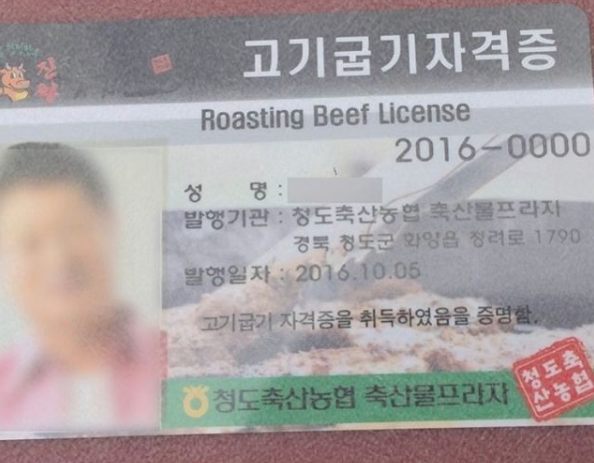 고기굽기자격증
Roasting Beef License
2016-0000
성 명 :
발행기관 : 청도축산농협 축산물프라자
경북 청도군 화양읍 청려로 1790
발행일자 : 2016.10.05
고기굽기 자격증을 취득하였음을 증명함.
청도축산농협 축산물프라자
청도축
산농협